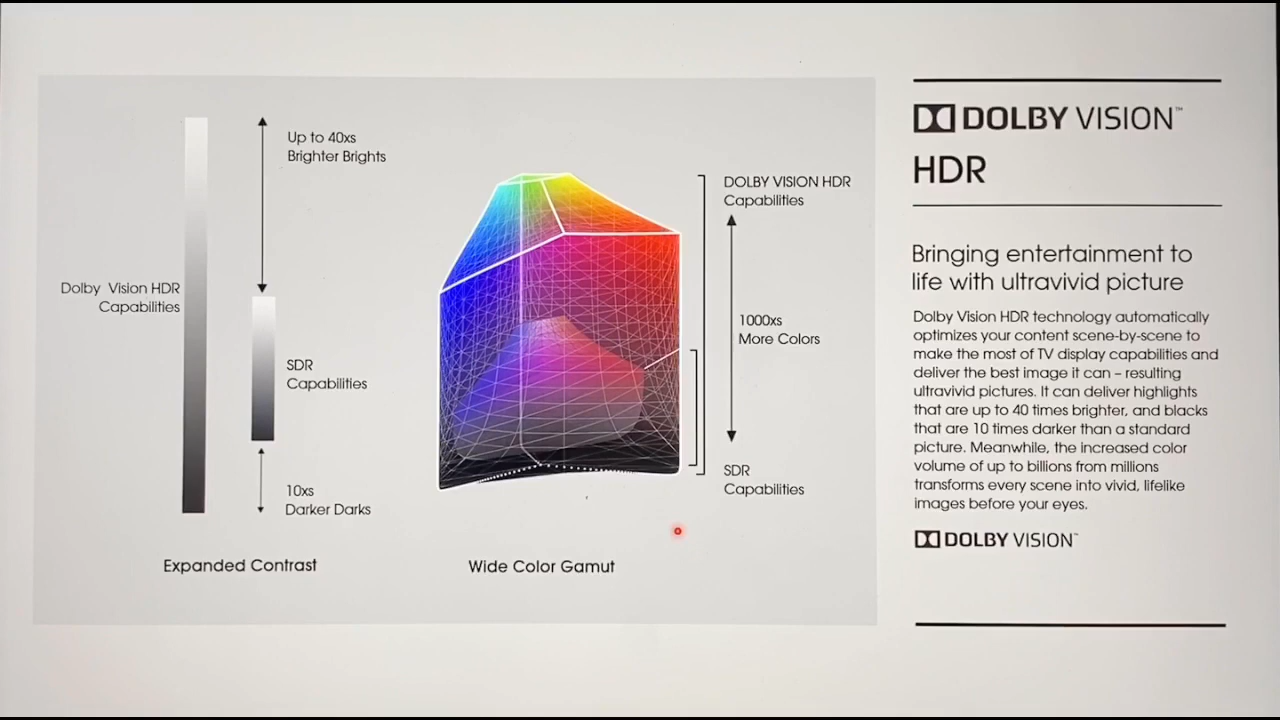 Up to 40xs
Brighter Brights
Dolby Vision HDR
Capabilities
SDR
Capabilities
10xs
Darker Darks
Expanded Contrast
DOLBY VISION HDR
Capabilities
1000xs
More Colors
SDR
Capabilities
Wide Color Gamut
DOLBY VISION™
HDR
Bringing entertainment to
life with ultravivid picture
Dolby Vision HDR technology automatically
optimizes your content scene-by-scene to
make the most of TV display capabilities and
deliver the best image it can – resulting
ultravivid pictures. It can deliver highlights
that are up to 40 times brighter, and blacks
that are 10 times darker than a standard
picture. Meanwhile, the increased color
volume of up to billions from millions
transforms every scene into vivid, lifelike
images before your eyes.
DOLBY VISION™